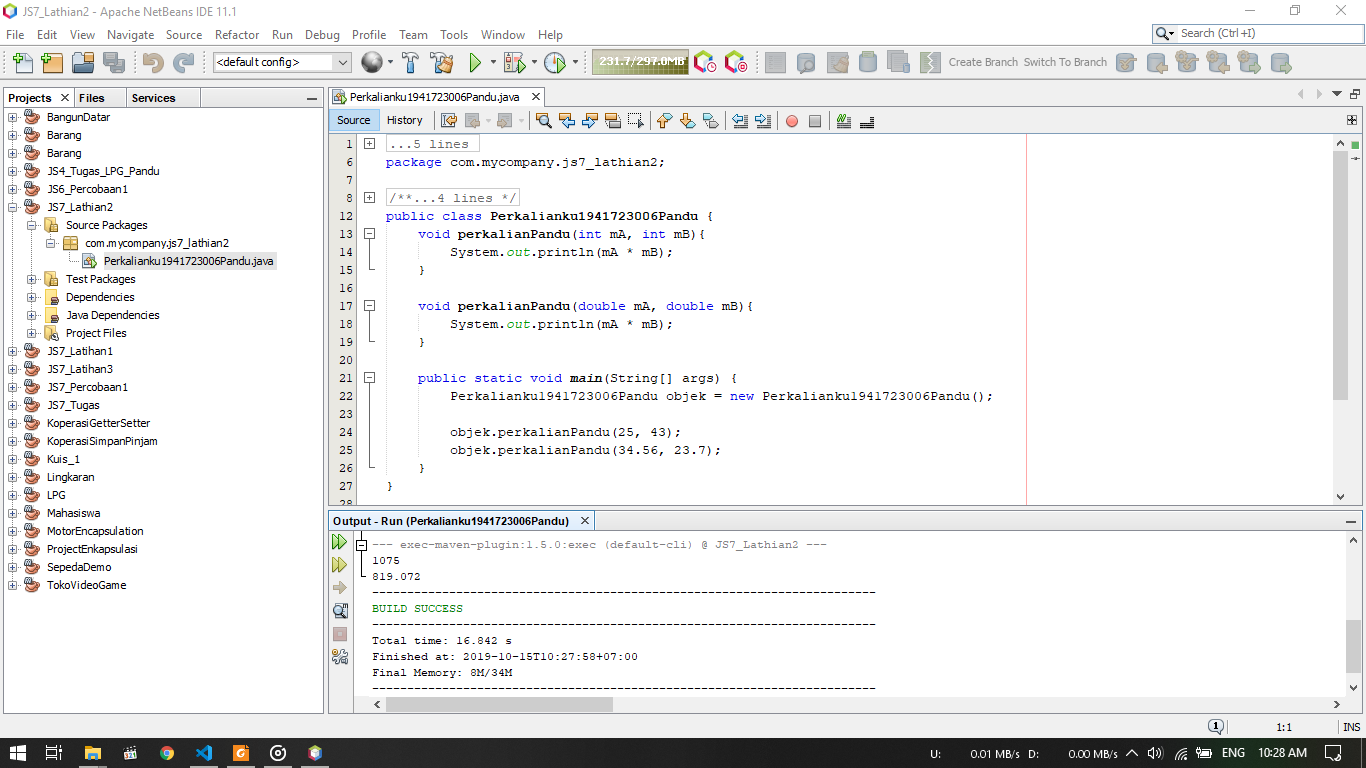 JS7_Lathian2 - Apache NetBeans IDE 11.1
File Edit View Navigate Source Refactor Run Debug Profile Team Tools Window Help
Search (Ctrl +I)
<default config>
231.7/297.0MB
Create Branch Switch To Branch
Projects
Files
Services
BangunDatar
Barang
Barang
JS4_Tugas_LPG_Pandu
JS6_Percobaan1
JS7_Lathian2
Source Packages
com.mycompany.js7_lathian2
Perkalianku1941723006Pandu.java
Test Packages
Dependencies
Java Dependencies
Project Files
JS7_Latihan1
JS7_Latihan3
JS7_Percobaan1
JS7_Tugas
KoperasiGetterSetter
KoperasiSimpanPinjam
Kuis_1
Lingkaran
LPG
Mahasiswa
MotorEncapsulation
ProjectEnkapsulasi
SepedaDemo
TokoVideoGame
Perkalianku1941723006Pandu.java
Source History
1 ...5 lines
6 package com.mycompany.js7_lathian2;
7
8 /**...4 lines */
12 public class Perkalianku1941723006Pandu {
13 void perkalianPandu(int mA, int mB){
14 System.out.println(mA * mB);
15 }
16
17 void perkalianPandu(double mA, double mB){
18 System.out.println(mA * mB);
19 }
20
21 public static void main(String[] args) {
22 Perkalianku1941723006Pandu objek = new Perkalianku1941723006Pandu();
23
24 objek.perkalianPandu(25, 43);
25 objek.perkalianPandu(34.56, 23.7);
26 }
27 }
28
Output - Run (Perkalianku1941723006Pandu)
--- exec-maven-plugin:1.5.0:exec (default-cli) @ JS7_Lathian2 ---
1075
819.072
------------------------------------------------------------------------
BUILD SUCCESS
------------------------------------------------------------------------
Total time: 16.842 s
Finished at: 2019-10-15T10:27:58+07:00
Final Memory: 8M/34M
------------------------------------------------------------------------
1
1:1
INS
U: 0.01 MB/s D: 0.00 MB/s
ENG
10:28 AM